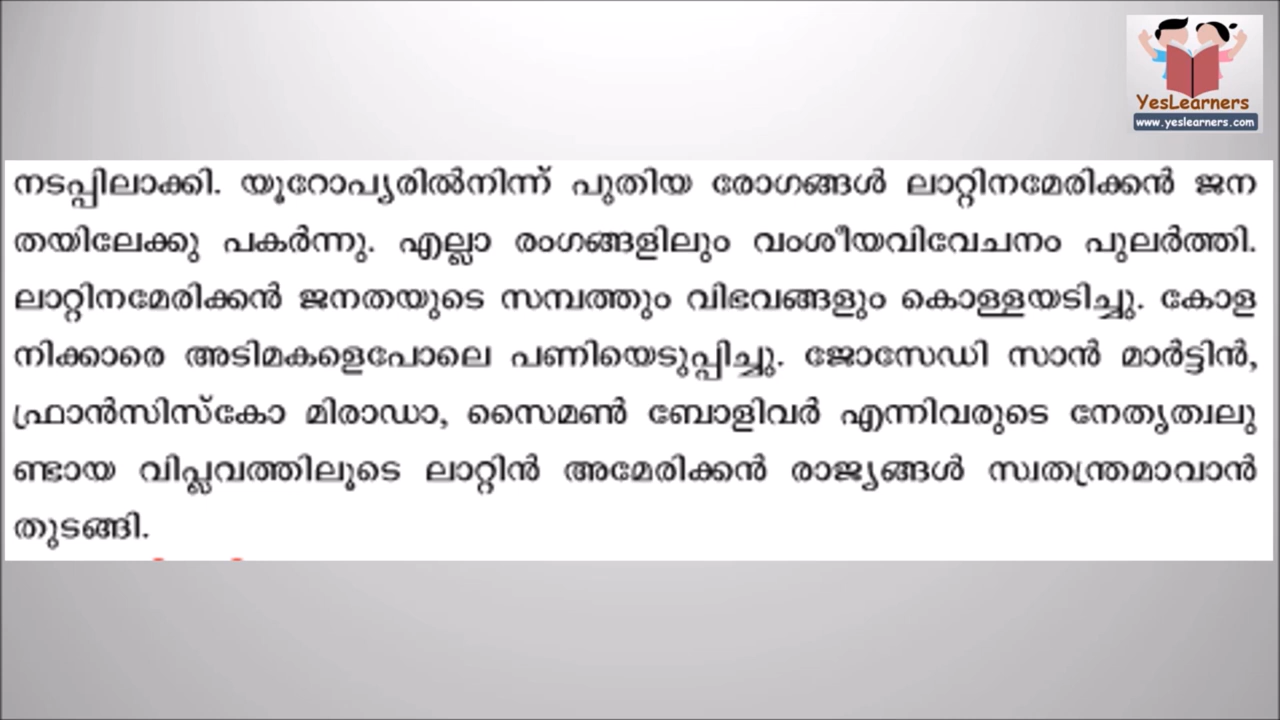 YesLearners
www.yeslearners.com
നടപ്പിലാക്കി. യൂറോപ്യരിൽനിന്ന് പുതിയ രോഗങ്ങൾ ലാറ്റിനമേരിക്കൻ ജന
തയിലേക്കു പകർന്നു. എല്ലാ രംഗങ്ങളിലും വംശീയവിവേചനം പുലർത്തി.
ലാറ്റിനമേരിക്കൻ ജനതയുടെ സമ്പത്തും വിഭവങ്ങളും കൊള്ളയടിച്ചു. കോള
നിക്കാരെ അടിമകളെപോലെ പണിയെടുപ്പിച്ചു. ജോസേഡി സാൻ മാർട്ടിൻ,
ഫ്രാൻസിസ്കോ മിരാഡാ, സൈമൺ ബോളിവർ എന്നിവരുടെ നേതൃത്വലു
ണ്ടായ വിപ്ലവത്തിലൂടെ ലാറ്റിൻ അമേരിക്കൻ രാജ്യങ്ങൾ സ്വതന്ത്രമാവാൻ
തുടങ്ങി.